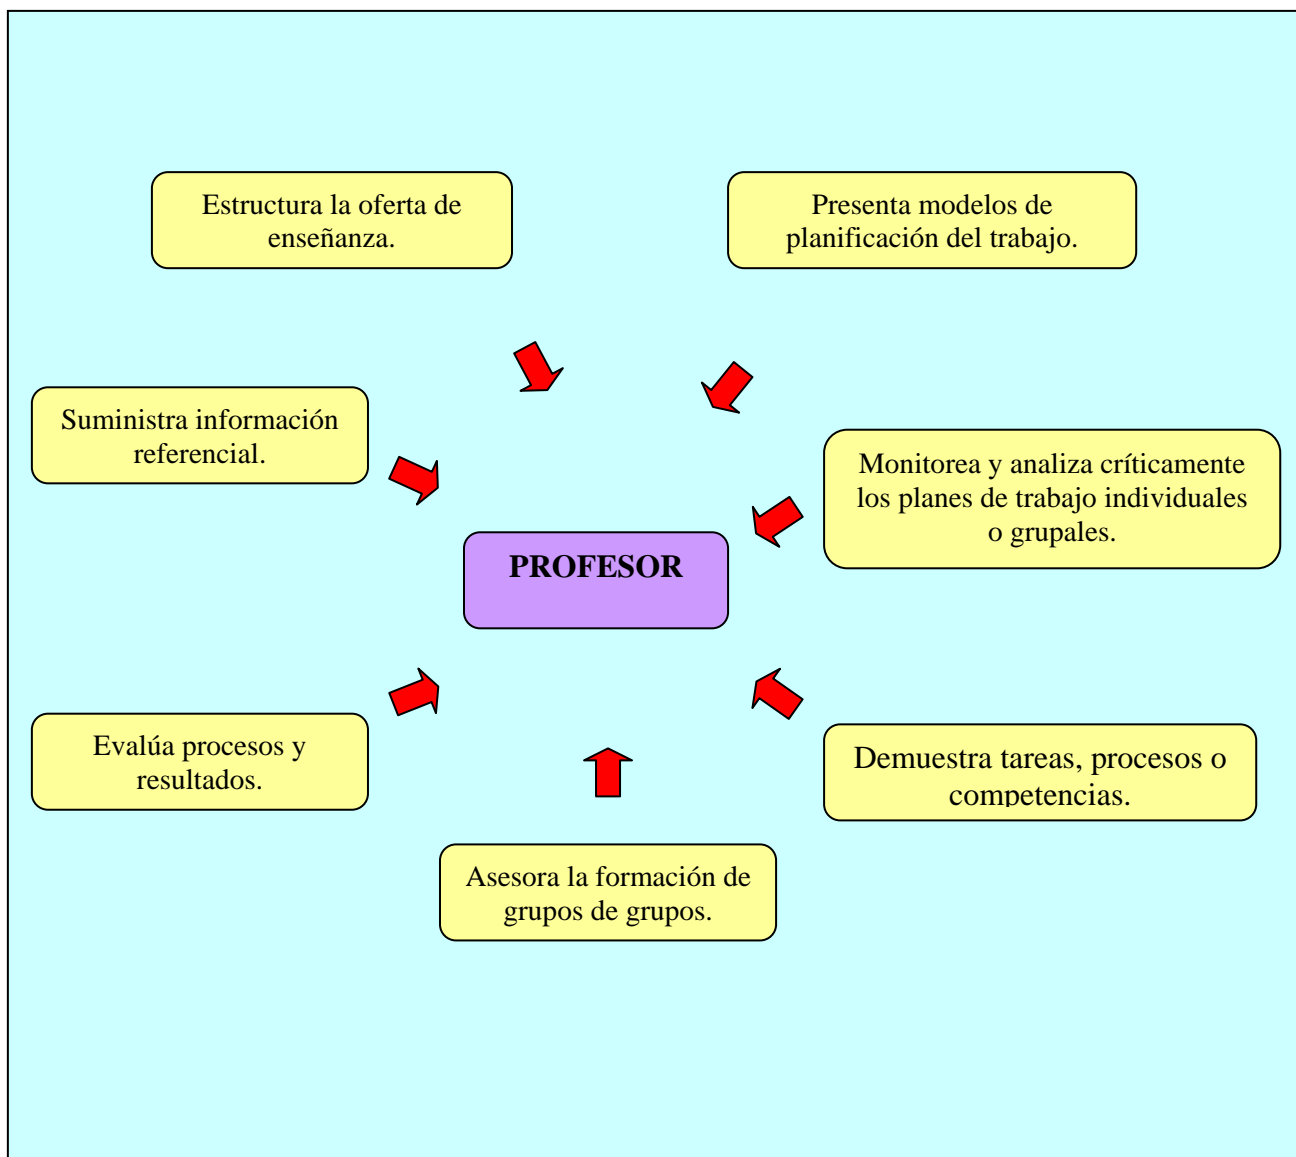 Estructura la oferta de
enseñanza.
Presenta modelos de
planificación del trabajo.
Suministra información
referencial.
Monitorea y analiza críticamente
los planes de trabajo individuales
o grupales.
PROFESOR
Evalúa procesos y
resultados.
Demuestra tareas, procesos o
competencias.
Asesora la formación de
grupos de grupos.